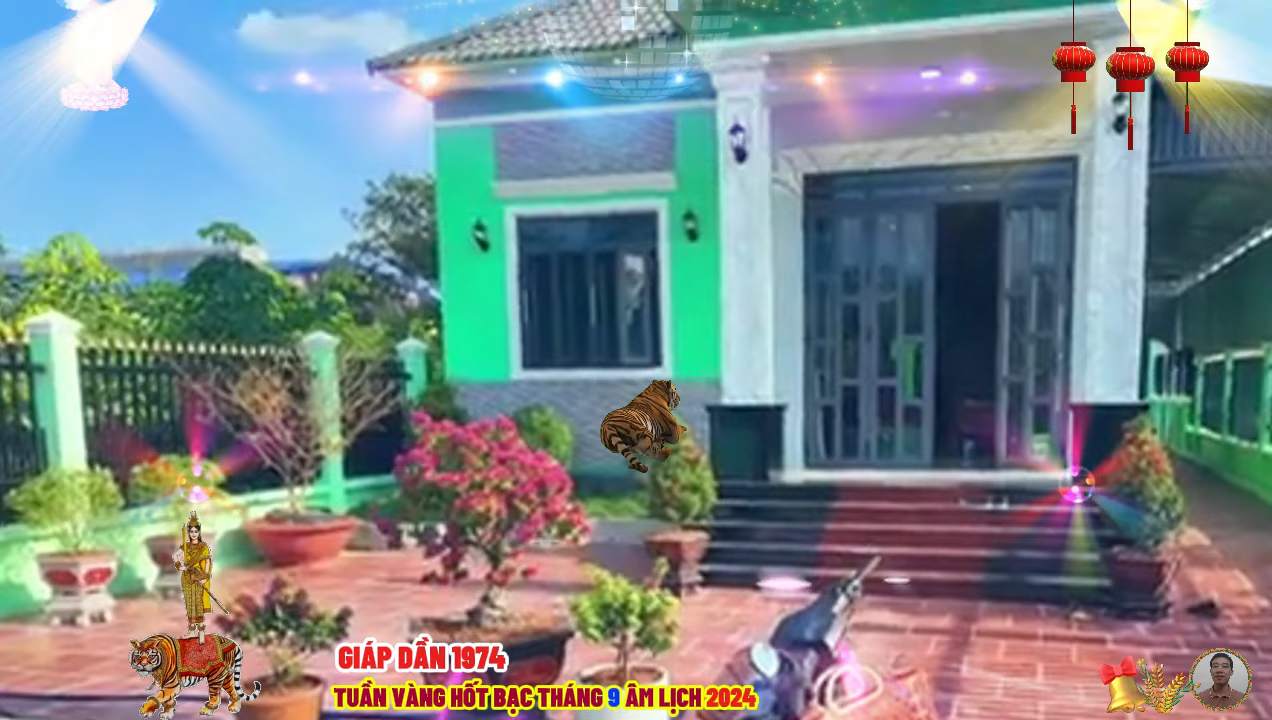 GIÁP DẦN 1974
TUẦN VÀNG HỐT BẠC THÁNG 9 ÂM LỊCH 2024